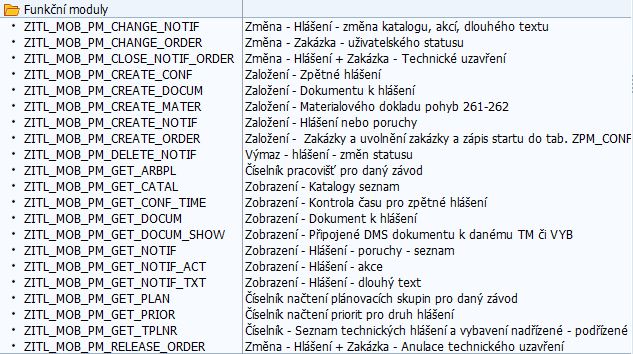 Funkční moduly
ZITL_MOB_PM_CHANGE_NOTIF Změna - Hlášení - změna katalogu, akcí, dlouhého textu
ZITL_MOB_PM_CHANGE_ORDER Změna - Zakázka - uživatelského statusu
ZITL_MOB_PM_CLOSE_NOTIF_ORDER Změna - Hlášení + Zakázka - Technické uzavření
ZITL_MOB_PM_CREATE_CONF Založení - Zpětné hlášení
ZITL_MOB_PM_CREATE_DOCUM Založení - Dokumentu k hlášení
ZITL_MOB_PM_CREATE_MATER Založení - Materialového dokladu pohyb 261-262
ZITL_MOB_PM_CREATE_NOTIF Založení - Hlášení nebo poruchy
ZITL_MOB_PM_CREATE_ORDER Založení -  Zakázky a uvolnění zakázky a zápis startu do tab. ZPM_CONF
ZITL_MOB_PM_DELETE_NOTIF Výmaz - hlášení - změn statusu
ZITL_MOB_PM_GET_ARBPL Číselník pracovišť pro daný závod
ZITL_MOB_PM_GET_CATAL Zobrazení - Katalogy seznam
ZITL_MOB_PM_GET_CONF_TIME Zobrazení - Kontrola času pro zpětné hlášení
ZITL_MOB_PM_GET_DOCUM Zobrazení - Dokument k hlášení
ZITL_MOB_PM_GET_DOCUM_SHOW Zobrazení - Připojené DMS dokumentu k danému TM či VYB
ZITL_MOB_PM_GET_NOTIF Zobrazení - Hlášení - poruchy - seznam
ZITL_MOB_PM_GET_NOTIF_ACT Zobrazení - Hlášení - akce
ZITL_MOB_PM_GET_NOTIF_TXT Zobrazení - Hlášení - dlouhý text
ZITL_MOB_PM_GET_PLAN Číselník načtení plánovacích skupin pro daný závod
ZITL_MOB_PM_GET_PRIOR Číselník načtení priorit pro druh hlášení
ZITL_MOB_PM_GET_TPLNR Číselník - Seznam technických hlášení a vybavení nadřízené - podřízené
ZITL_MOB_PM_RELEASE_ORDER Změna - Hlášení + Zakázka - Anulace technického uzavření